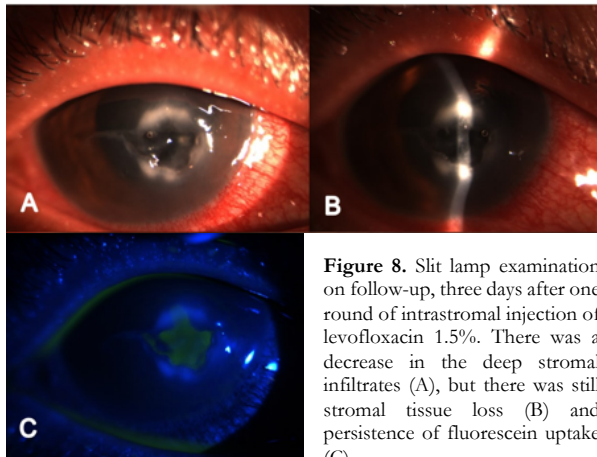 A
B
C
Figure 8. Slit lamp examination
on follow-up, three days after one
round of intrastromal injection of
levofloxacin 1.5%. There was a
decrease in the deep stromal
infiltrates (A), but there was still
stromal tissue loss (B) and
persistence of fluorescein uptake
(C)